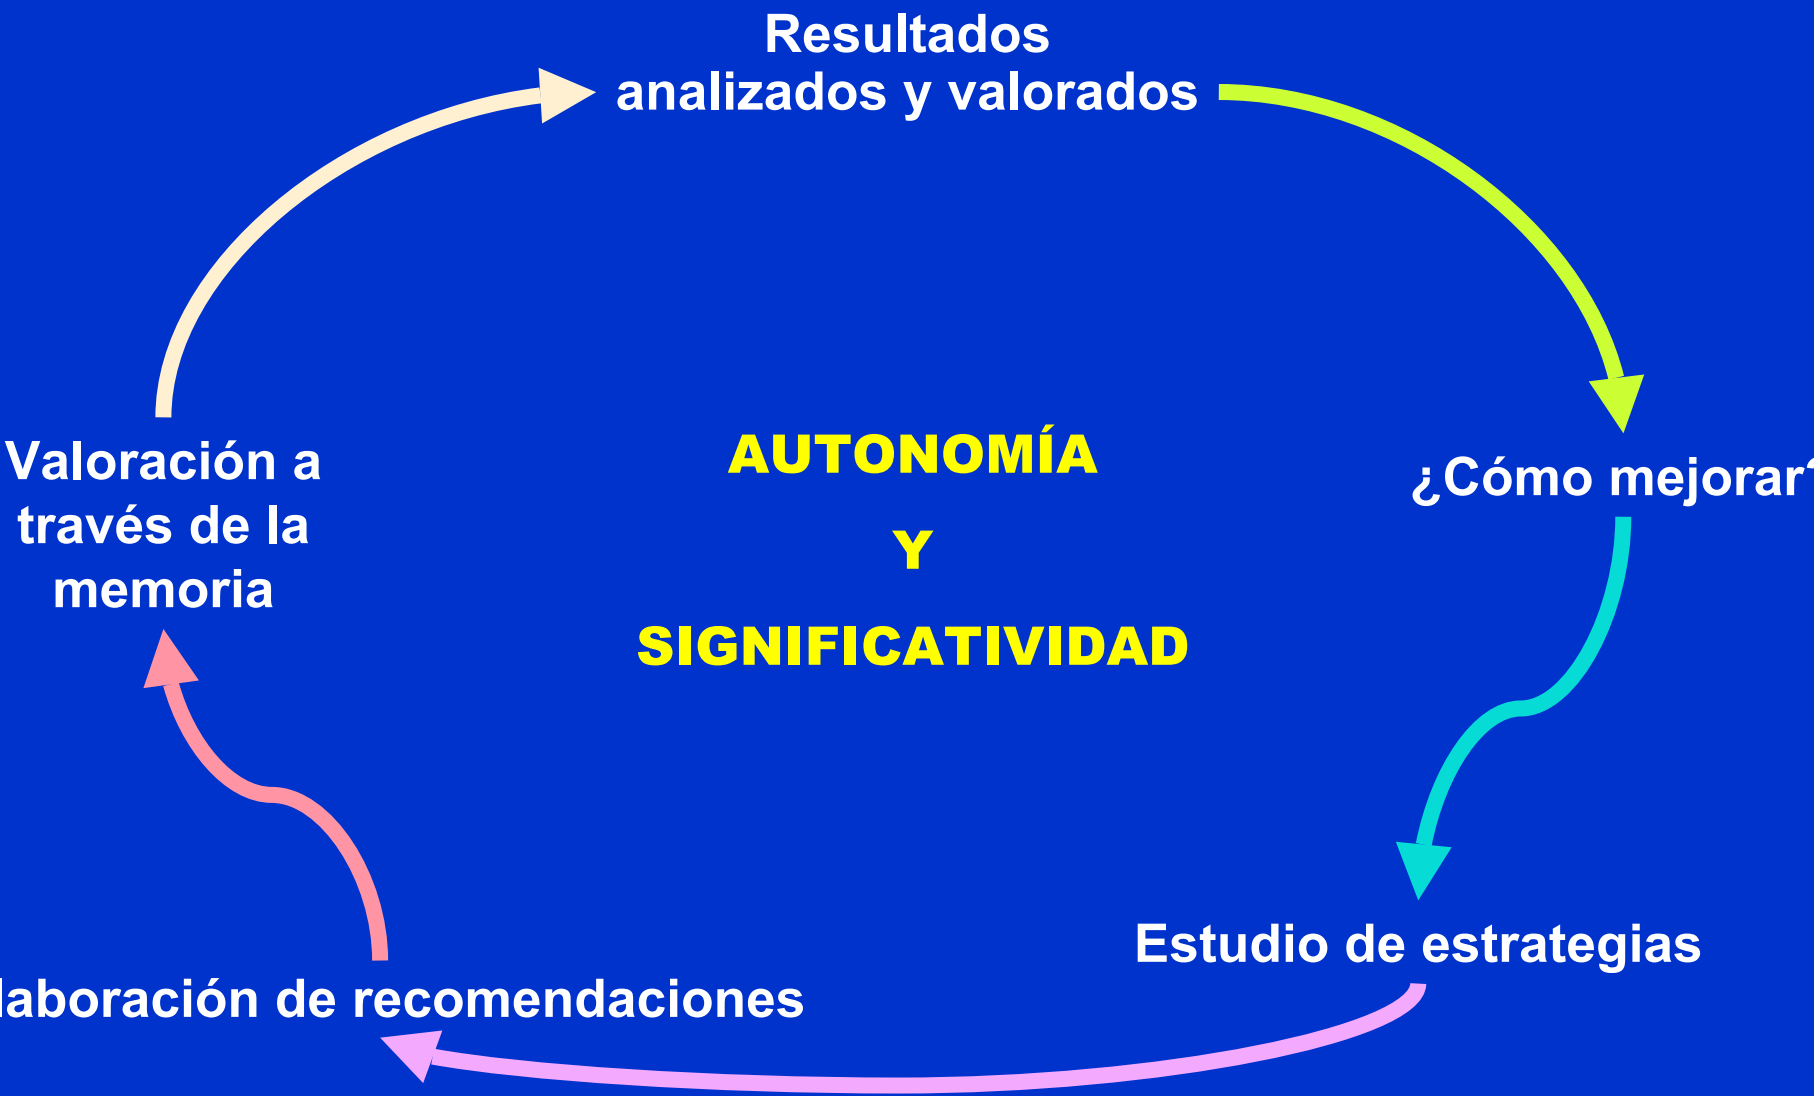 Resultados
analizados y valorados
Valoración a
través de la
memoria
AUTONOMÍA
Y
SIGNIFICATIVIDAD
¿Cómo mejorar?
Estudio de estrategias
laboración de recomendaciones